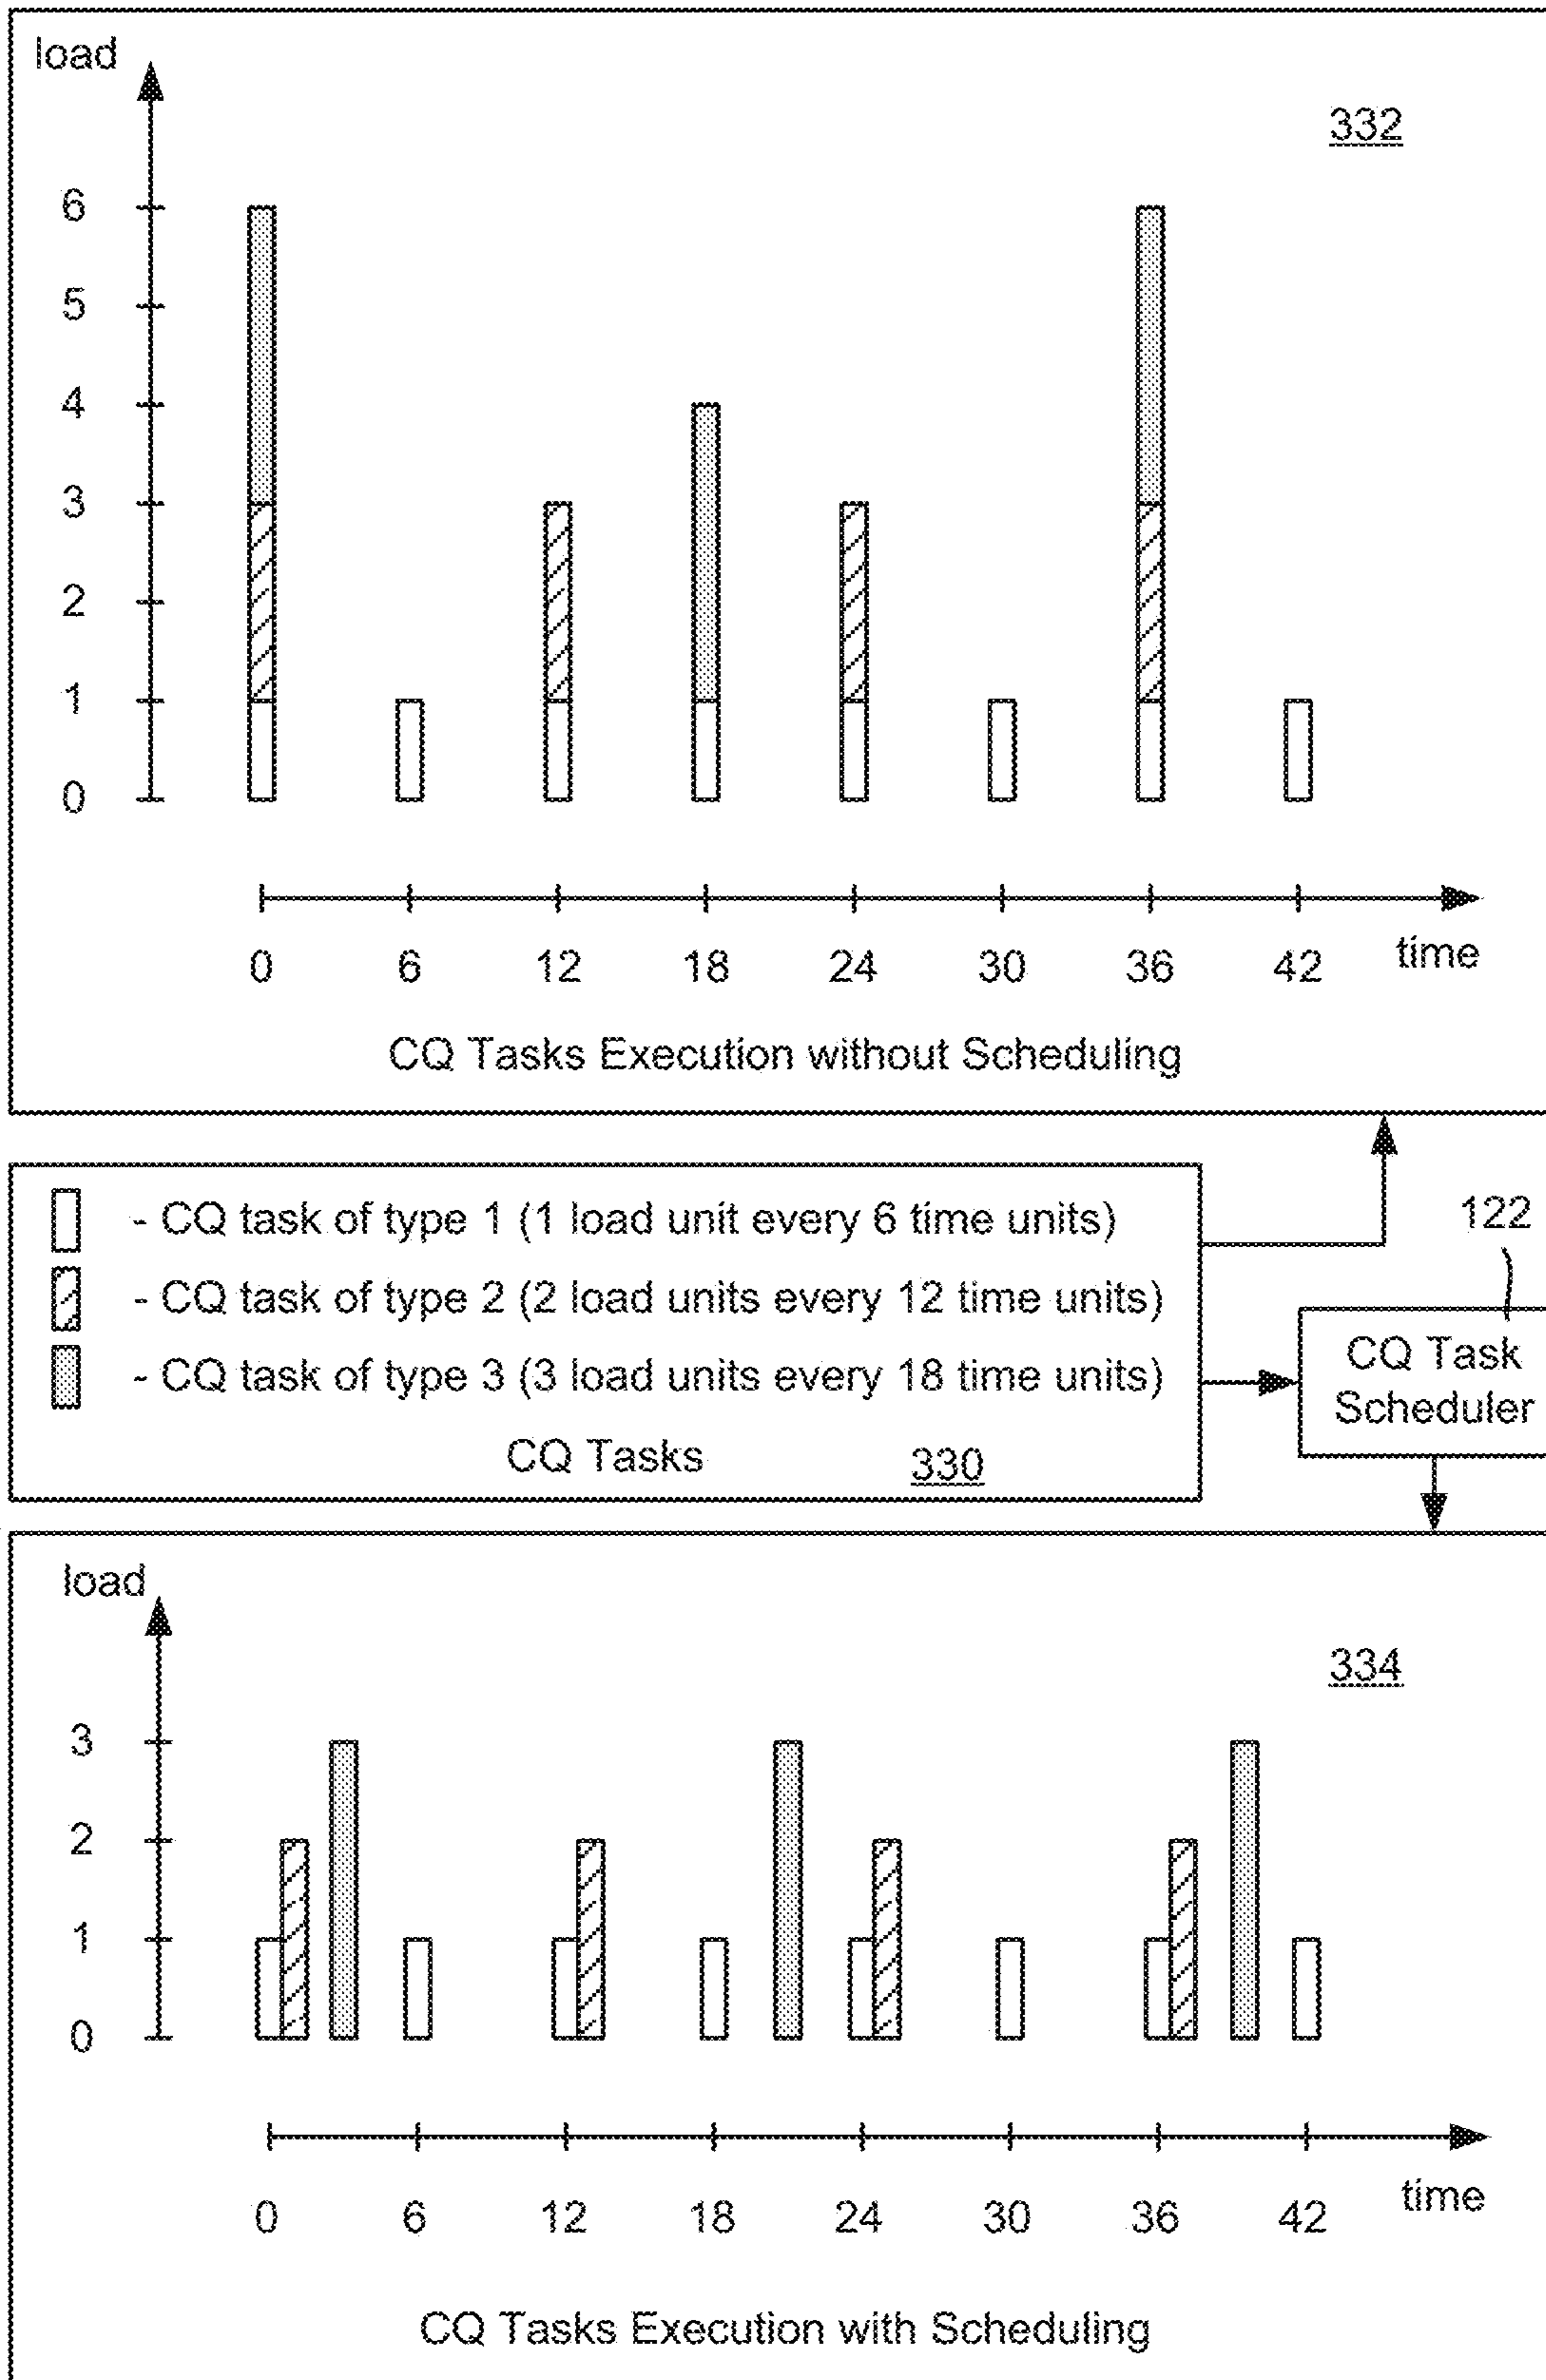 load
332
6
5
4
3
2
1
0
0 6 12 18 24 30 36 42 time
CQ Tasks Execution without Scheduling
- CQ task of type 1 (1 load unit every 6 time units)
- CQ task of type 2 (2 load units every 12 time units)
- CQ task of type 3 (3 load units every 18 time units)
CQ Tasks 330
122
CQ Task
Scheduler
load
334
3
2
1
0
0 6 12 18 24 30 36 42 time
CQ Tasks Execution with Scheduling